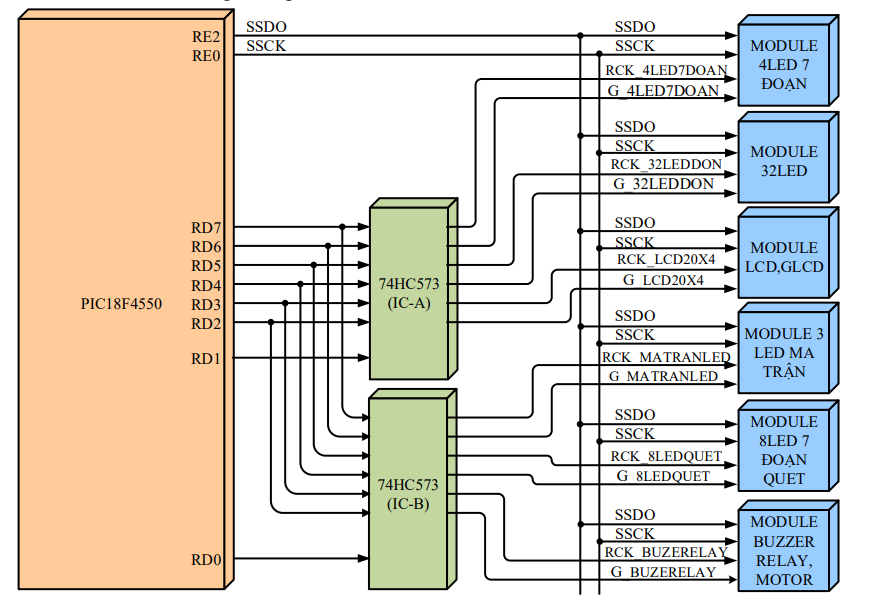 SSDO
SSCK
RE2
RE0
RD7
RD6
RD5
RD4
RD3
RD2
RD1
RD0
PIC18F4550
74HC573
(IC-A)
74HC573
(IC-B)
SSDO
SSCK
RCK_4LED7DOAN
G_4LED7DOAN
MODULE
4LED 7
ĐOẠN
SSDO
SSCK
RCK_32LEDDON
G_32LEDDON
MODULE
32LED
SSDO
SSCK
RCK_LCD20X4
G_LCD20X4
MODULE
LCD,GLCD
SSDO
SSCK
RCK_MATRANLED
G_MATRANLED
MODULE 3
LED MA
TRẬN
SSDO
SSCK
RCK_8LEDQUET
G_8LEDQUET
MODULE
8LED 7
ĐOẠN
QUET
SSDO
SSCK
RCK_BUZERELAY
G_BUZERELAY
MODULE
BUZZER
RELAY,
MOTOR